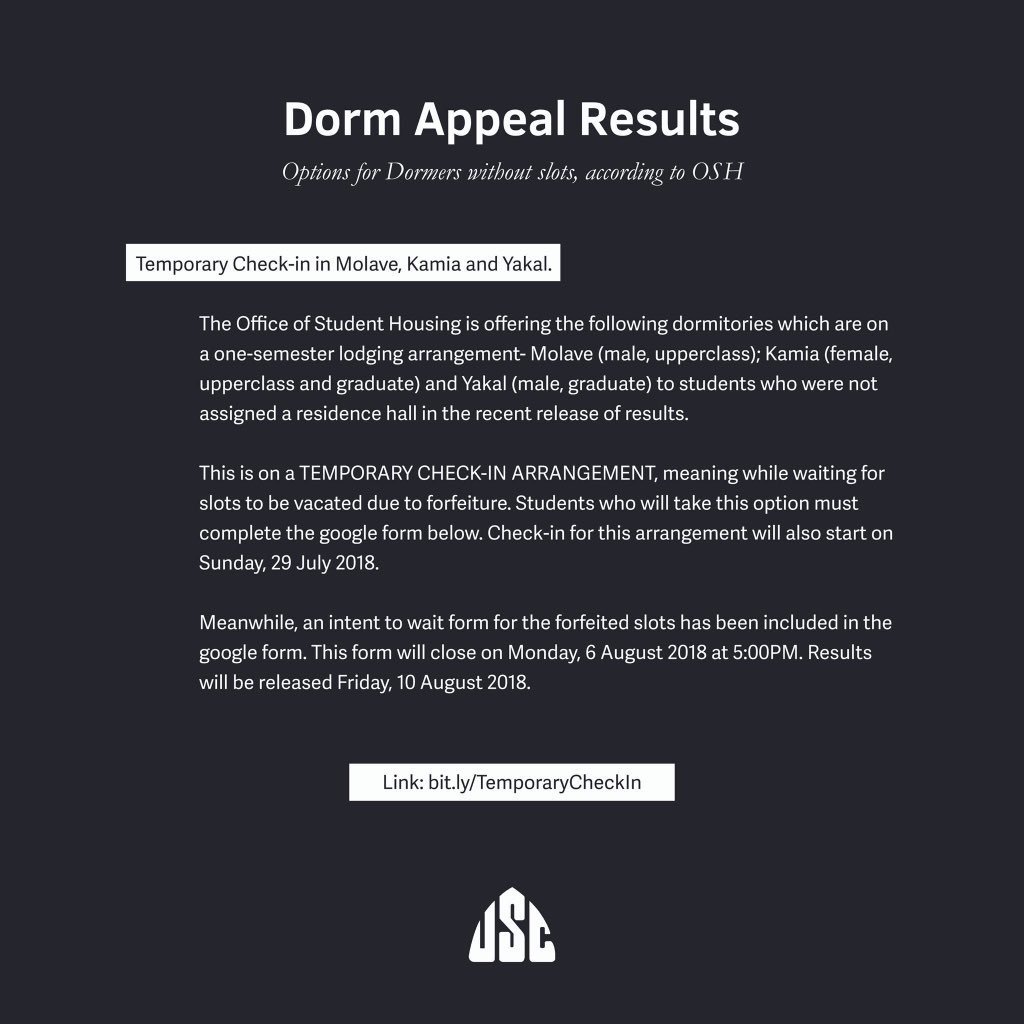 Dorm Appeal Results
Options for Dormers without slots, according to OSH
Temporary Check-in in Molave, Kamia and Yakal.
The Office of Student Housing is offering the following dormitories which are on
a one-semester lodging arrangement- Molave (male, upperclass); Kamia (female,
upperclass and graduate) and Yakal (male, graduate) to students who were not
assigned a residence hall in the recent release of results.
This is on a TEMPORARY CHECK-IN ARRANGEMENT, meaning while waiting for
slots to be vacated due to forfeiture. Students who will take this option must
complete the google form below. Check-in for this arrangement will also start on
Sunday, 29 July 2018.
Meanwhile, an intent to wait form for the forfeited slots has been included in the
google form. This form will close on Monday, 6 August 2018 at 5:00PM. Results
will be released Friday, 10 August 2018.
Link: bit.ly/TemporaryCheckIn
USC